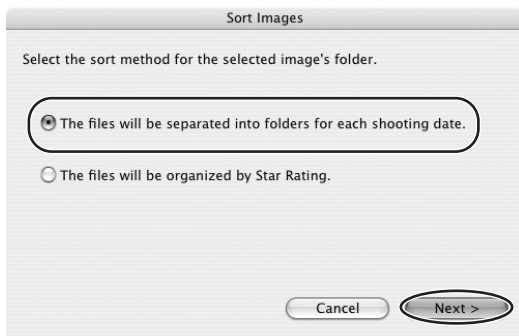 Sort Images
Select the sort method for the selected image's folder.
The files will be separated into folders for each shooting date.
The files will be organized by Star Rating.
Cancel
Next >